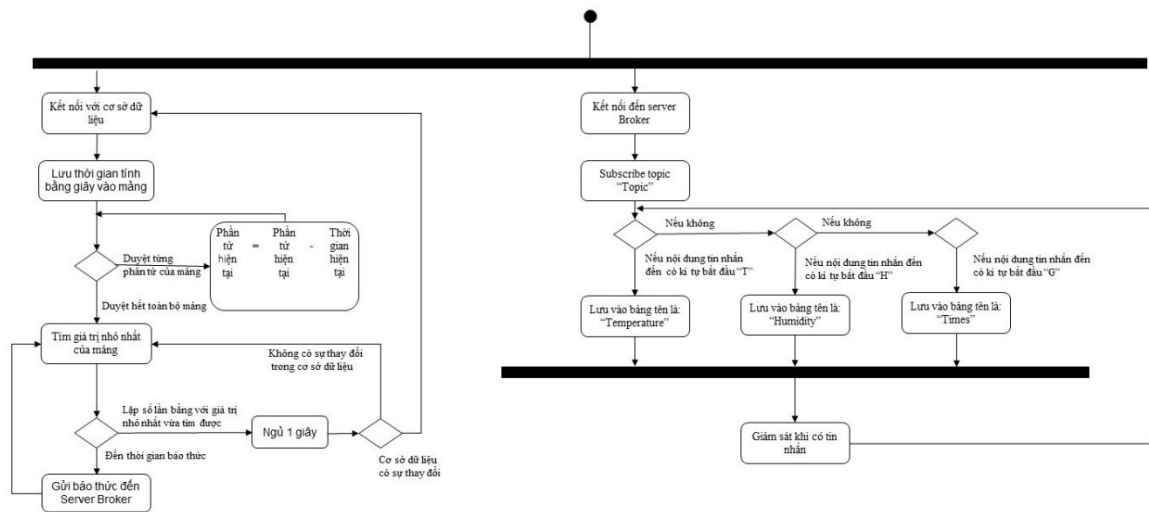 Kết nối với cơ sở dữ
liệu
Lưu thời gian tính
bằng giây vào mảng
Phần
tử
hiện
tại
=
Phần
tử
hiện
tại
-
Thời
gian
hiện
tại
Duyệt từng
phần tử của mảng
Duyệt hết toàn bộ mảng
Tìm giá trị nhỏ nhất
của mảng
Không có sự thay đổi
trong cơ sở dữ liệu
Lặp số lần bằng với giá trị
nhỏ nhất vừa tìm được
Ngủ 1 giây
Đến thời gian báo thức
Cơ sở dữ liệu
có sự thay đổi
Gửi báo thức đến
Server Broker
Kết nối đến server
Broker
Subscribe topic
“Topic”
Nếu không
Nếu không
Nếu nội dung tin nhắn
đến có kí tự bắt đầu “T”
Nếu nội dung tin nhắn đến
có kí tự bắt đầu “H”
Nếu nội dung tin nhắn đến
có kí tự bắt đầu “G”
Lưu vào bảng tên là:
“Temperature”
Lưu vào bảng tên là:
“Humidity”
Lưu vào bảng tên là:
“Times”
Giám sát khi có tin
nhắn